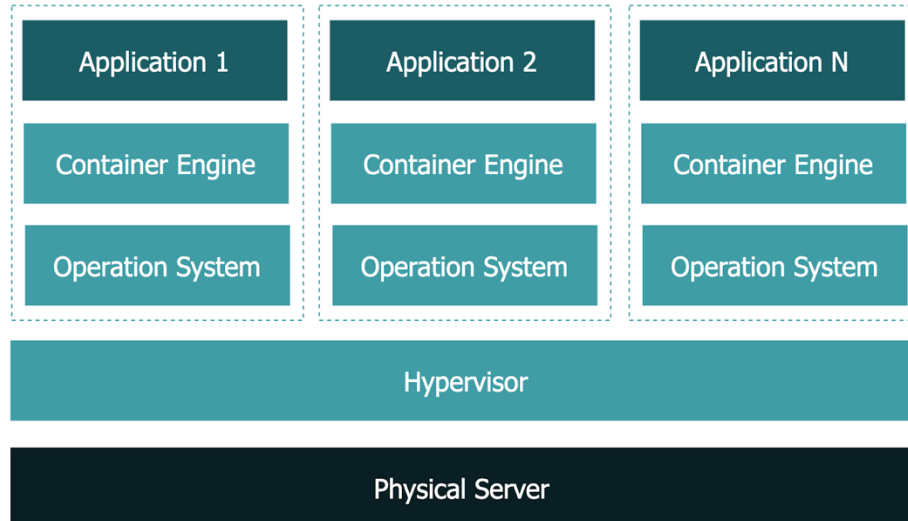 Application 1
Application 2
Application N
Container Engine
Container Engine
Container Engine
Operation System
Operation System
Operation System
Hypervisor
Physical Server